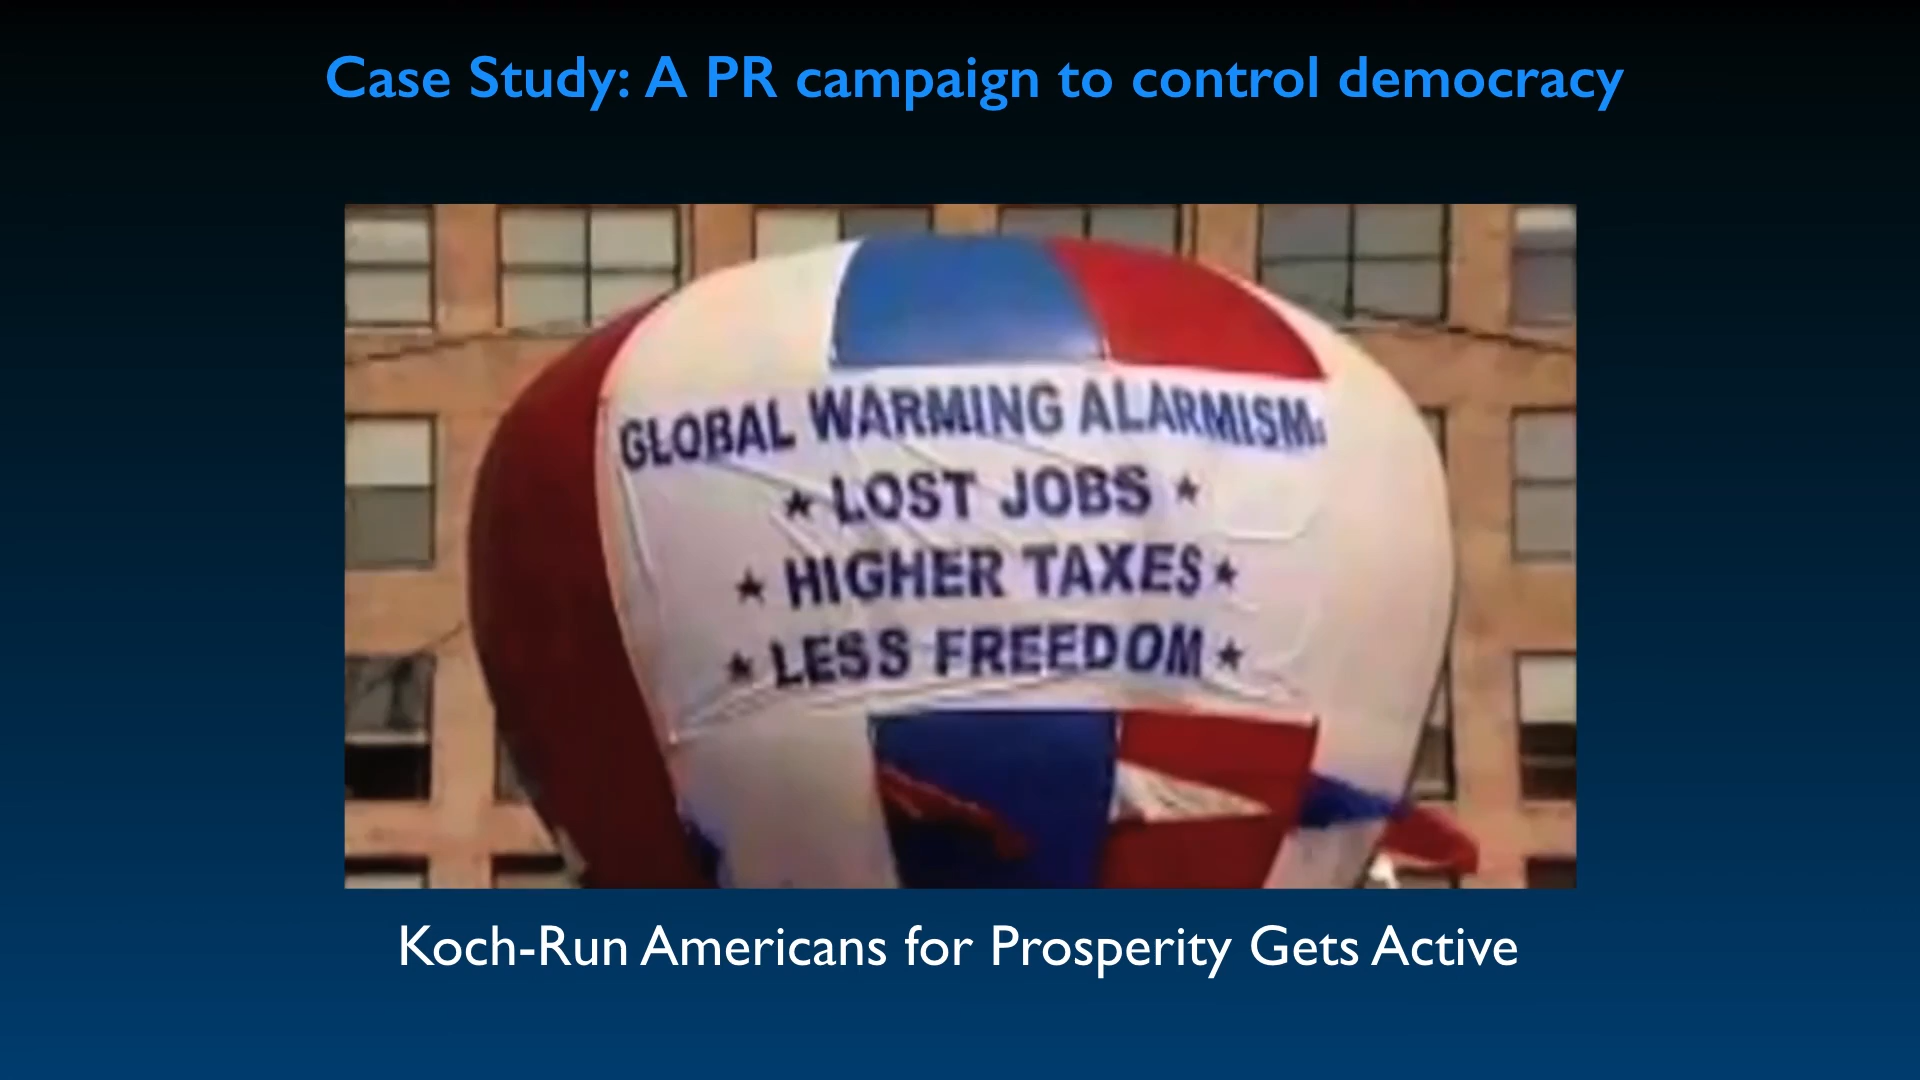 Case Study: A PR campaign to control democracy
GLOBAL WARMING ALARMISM:
★ LOST JOBS ★
★ HIGHER TAXES ★
★ LESS FREEDOM ★
Koch-Run Americans for Prosperity Gets Active